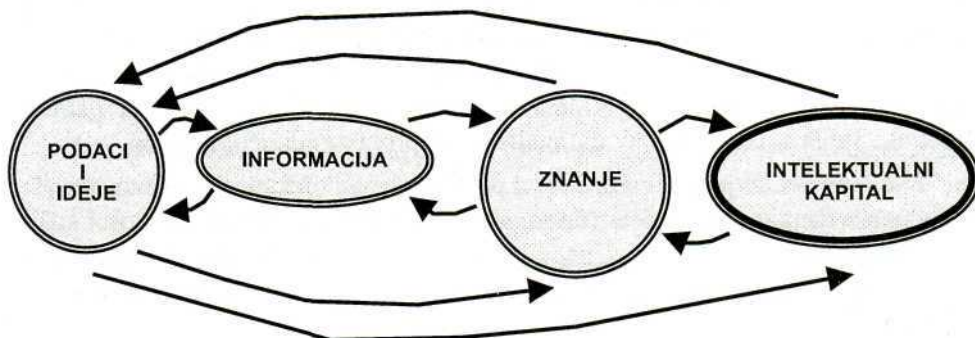 PODACI
I
IDEJE
INFORMACIJA
ZNANJE
INTELEKTUALNI
KAPITAL